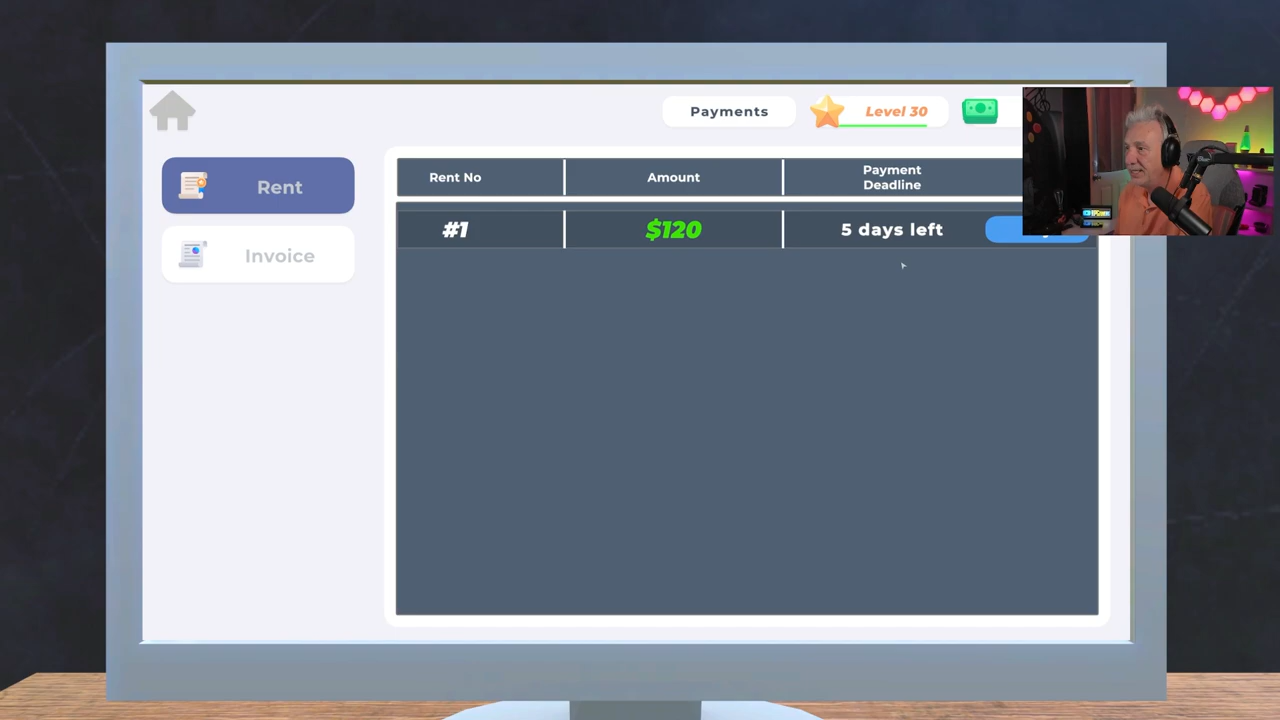 Payments
Level 30
Rent
Invoice
Rent No
Amount
Payment
Deadline
#1
$120
5 days left